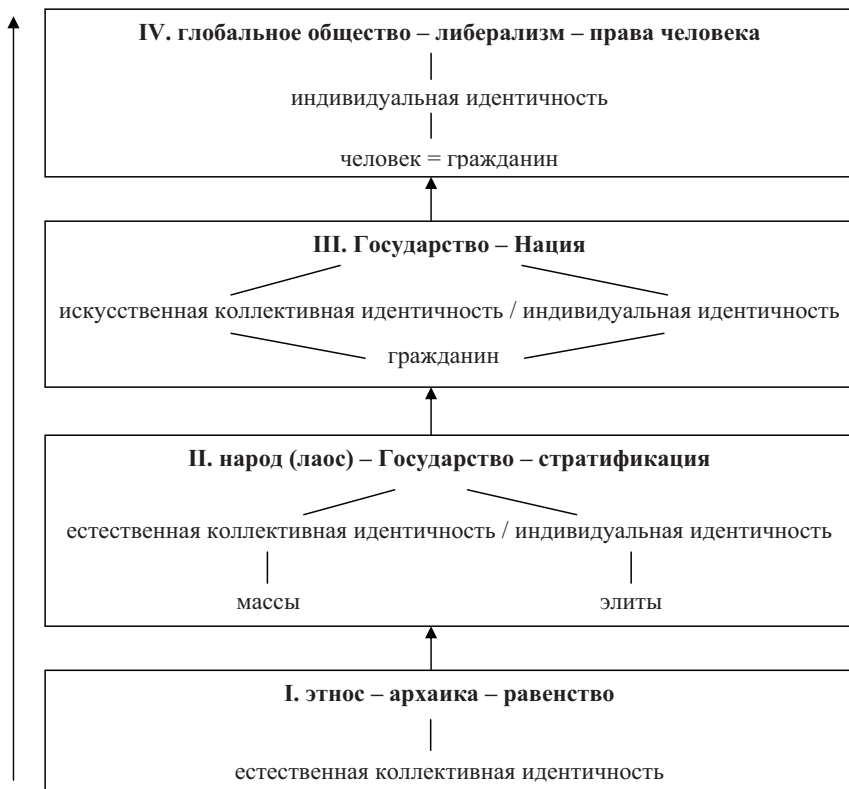 IV. глобальное общество – либерализм – права человека
индивидуальная идентичность
человек = гражданин
III. Государство – Нация
искусственная коллективная идентичность / индивидуальная идентичность
гражданин
II. народ (лаос) – Государство – стратификация
естественная коллективная идентичность / индивидуальная идентичность
массы элиты
I. этнос – архаика – равенство
естественная коллективная идентичность